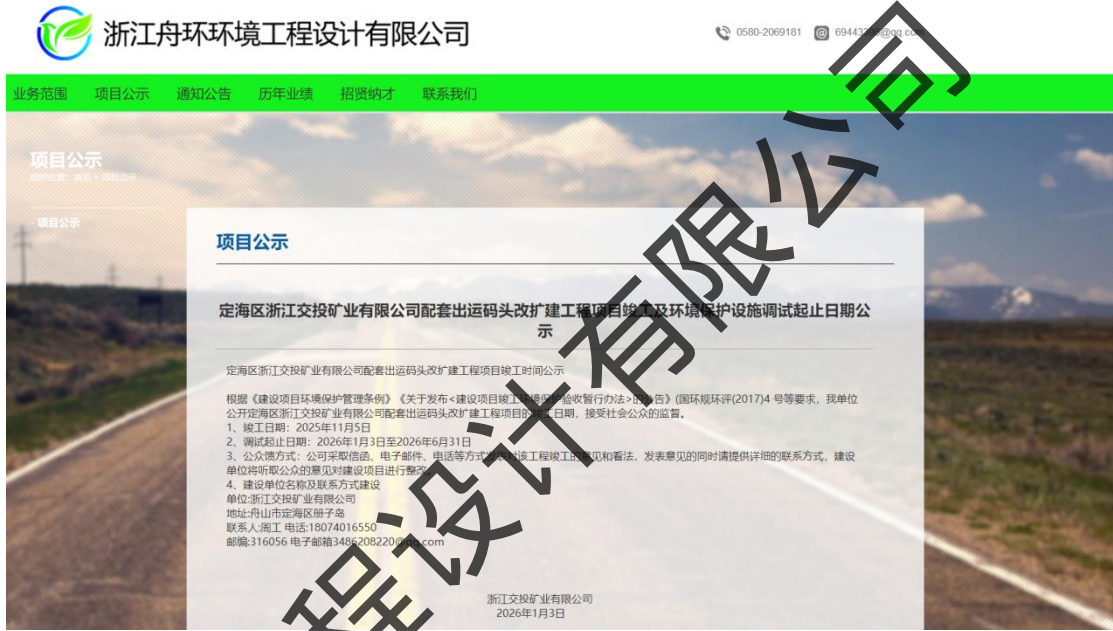 浙江舟环环境工程设计有限公司
0580-2069181
业务范围 项目公示 通知公告 历年业绩 招贤纳才 联系我们
项目公示
您的位置：首页 > 项目公示
项目公示
项目公示
定海区浙江交投矿业有限公司配套出运码头改扩建工程项目竣工及环境保护设施调试起止日期公
示
定海区浙江交投矿业有限公司配套出运码头改扩建工程项目竣工时间公示
根据《建设项目环境保护管理条例》《关于发布<建设项目竣工环境保护验收暂行办法>的公告》(国环规环评(2017)4 号等要求，我单位
公开定海区浙江交投矿业有限公司配套出运码头改扩建工程项目的竣工日期，接受社会公众的监督。
1、竣工日期：2025年11月5日
2、调试起止日期：2026年1月3日至2026年6月31日
3、公众馈方式：公司采取信函、电子邮件、电话等方式发表对该工程竣工的意见和看法，发表意见的同时请提供详细的联系方式，建设
单位将听取公众的意见对建设项目进行整改。
4、建设单位名称及联系方式建设
单位:浙江交投矿业有限公司
地址:舟山市定海区册子岛
联系人:周工 电话:18074016550
邮编:316056 电子邮箱3486208220@qq.com
浙江交投矿业有限公司
2026年1月3日
程设计有限公司